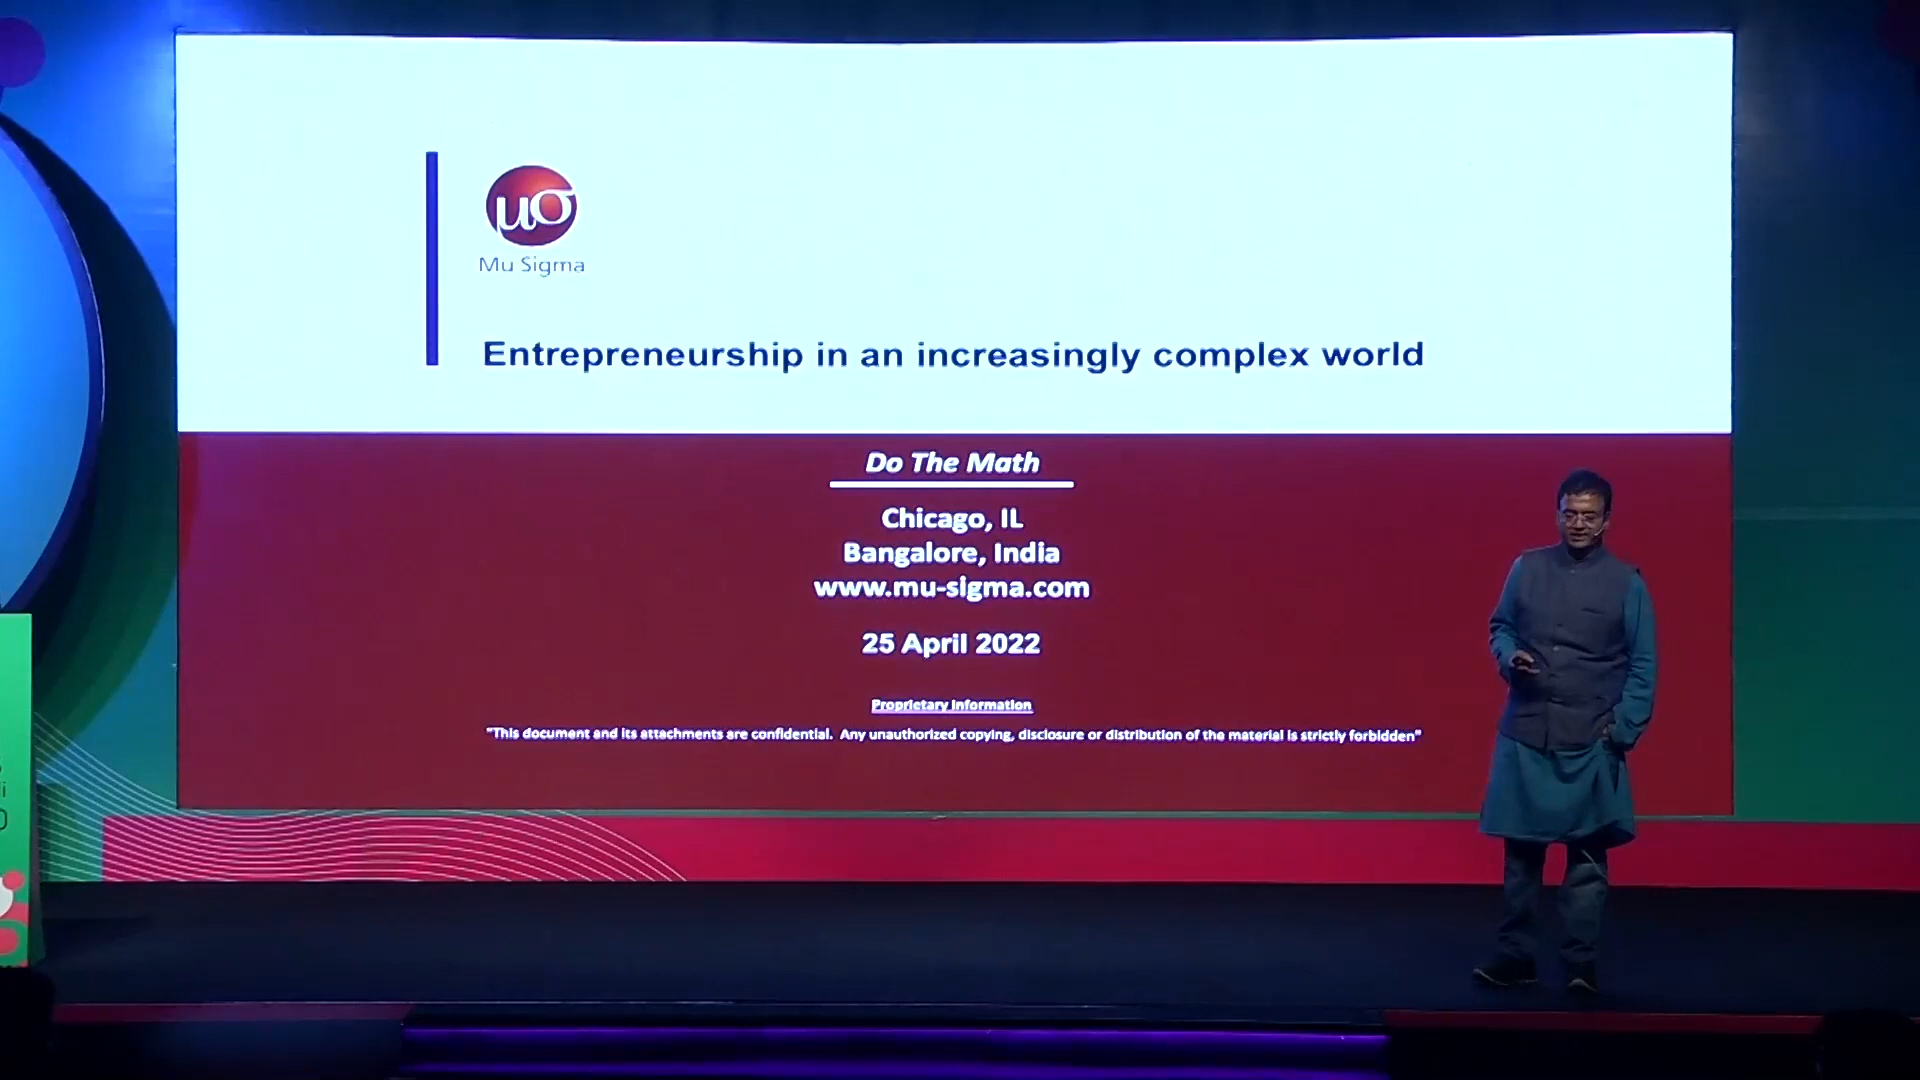 μσ
Mu Sigma
Entrepreneurship in an increasingly complex world
Do The Math
Chicago, IL
Bangalore, India
www.mu-sigma.com
25 April 2022
Proprietary Information
"This document and its attachments are confidential. Any unauthorized copying, disclosure or distribution of the material is strictly forbidden"